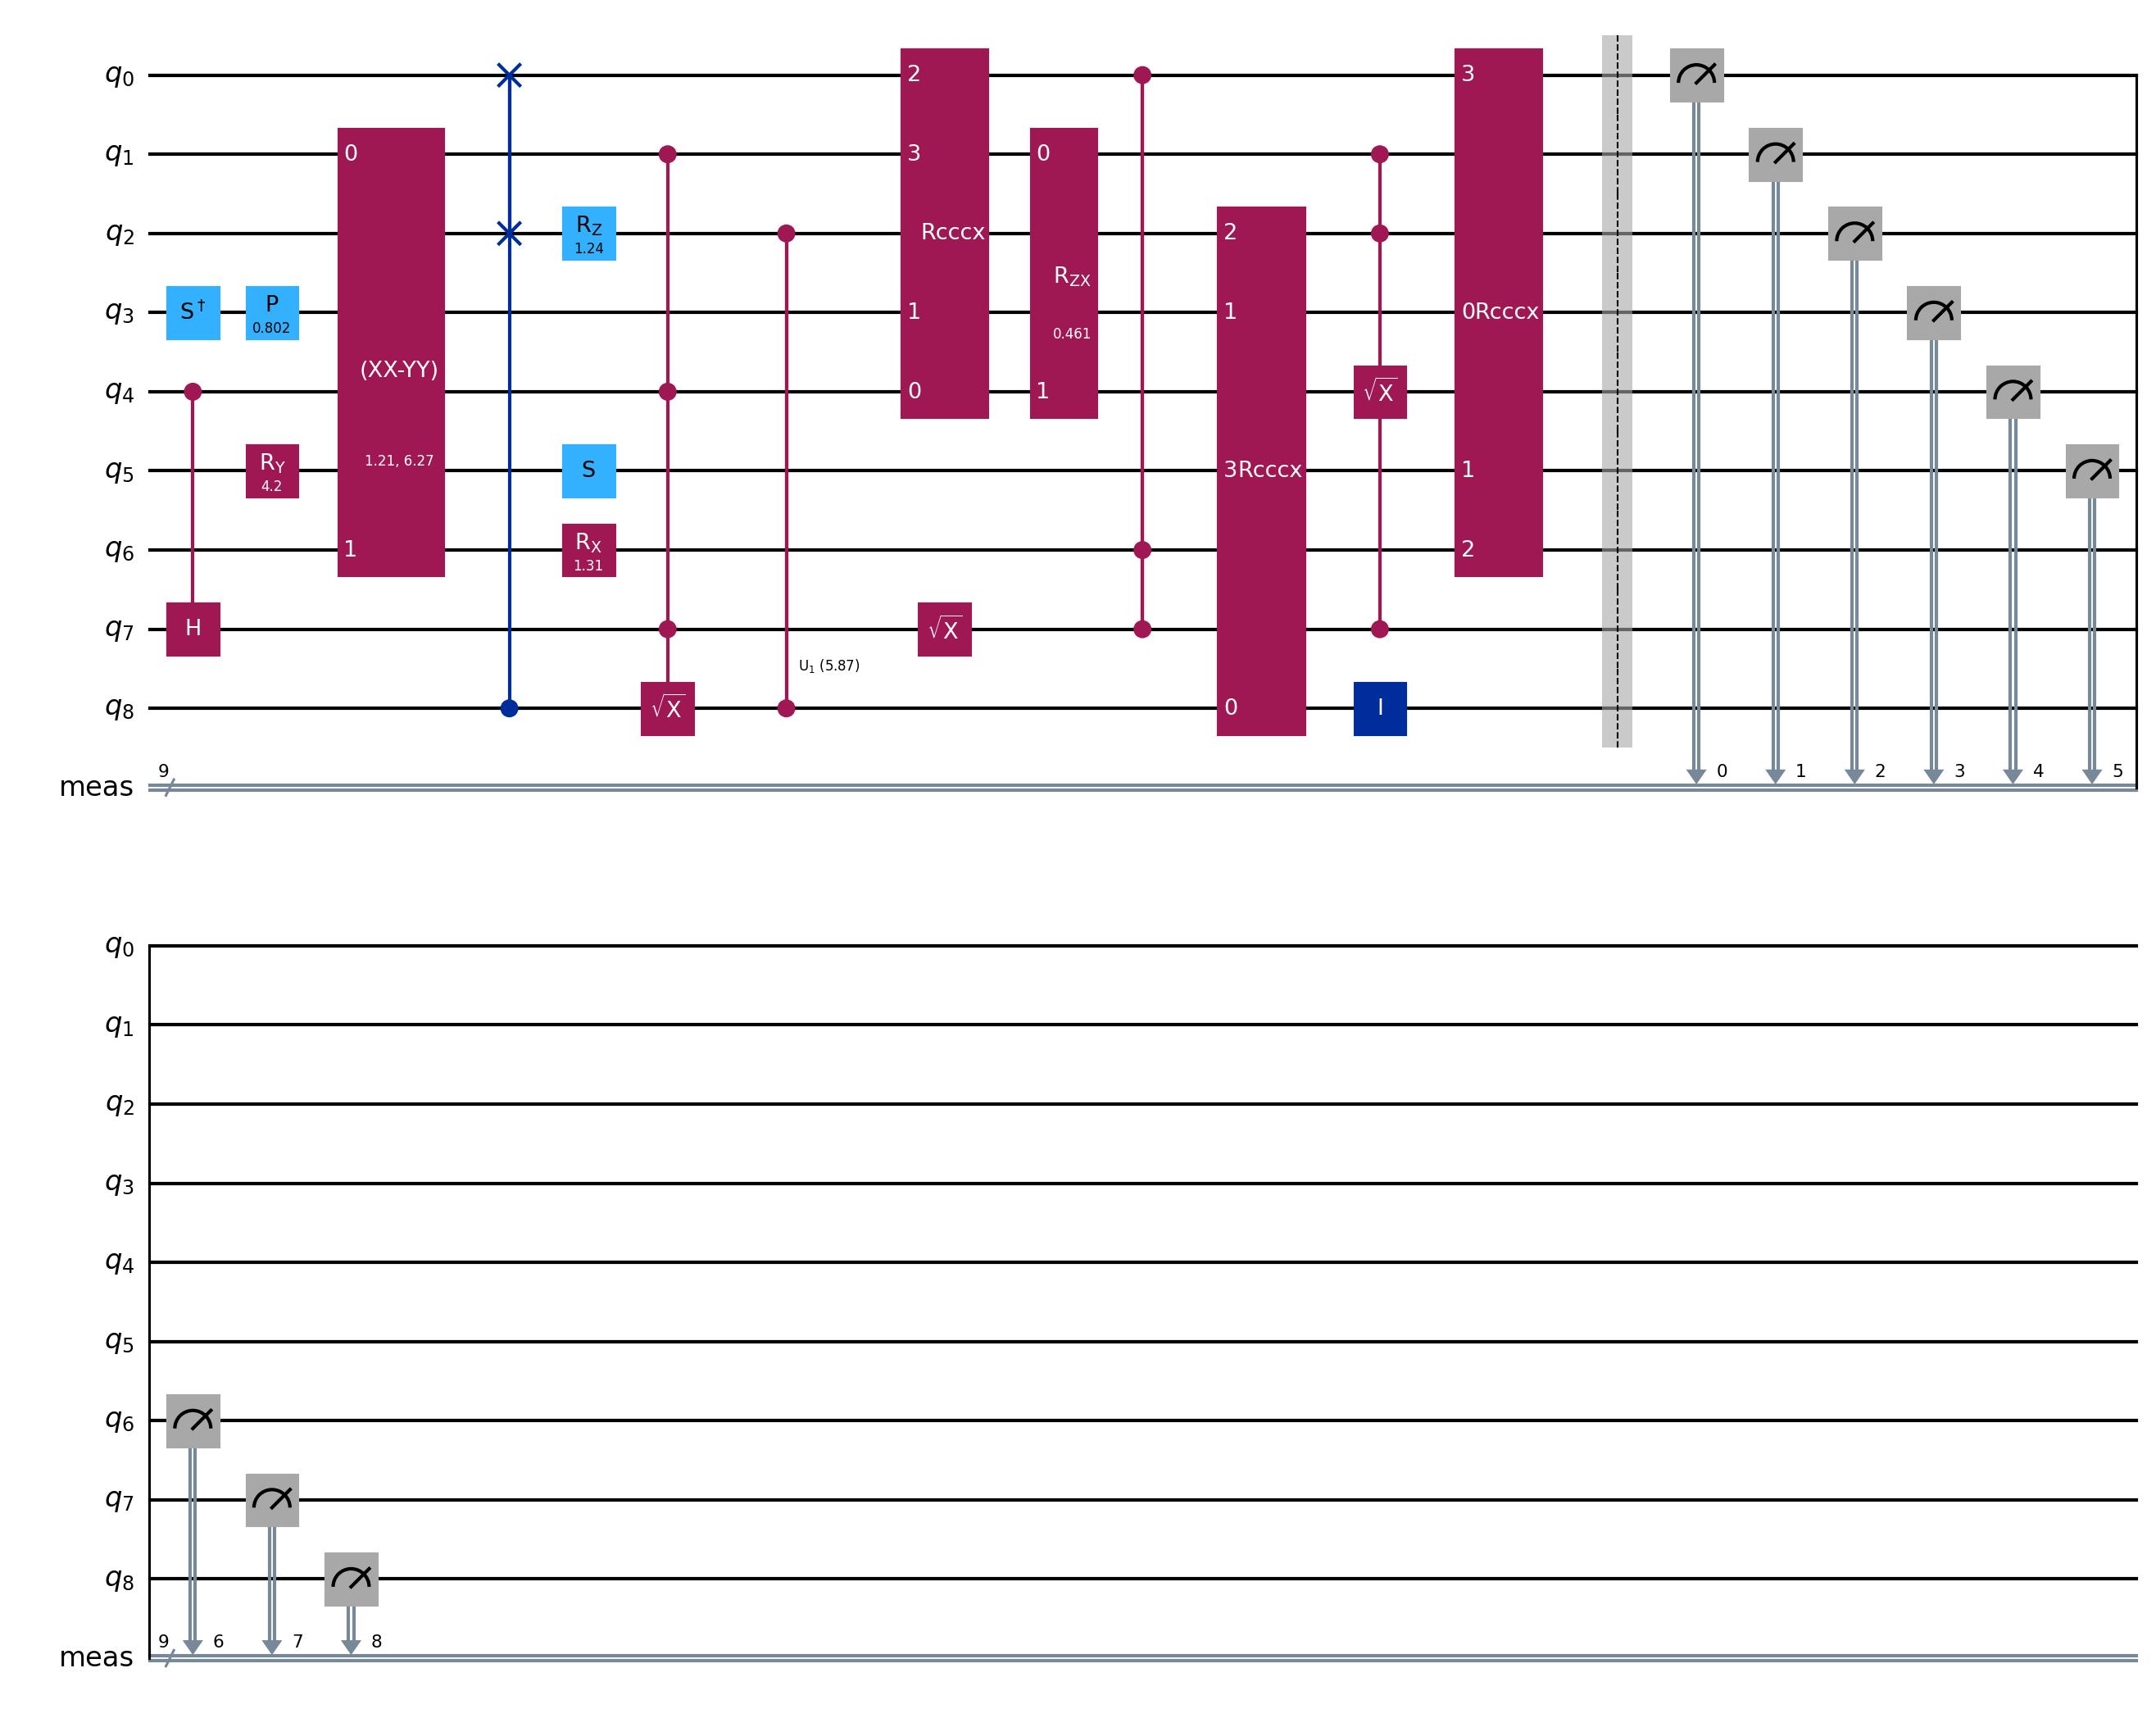 q0 2 3
q1 0 3 0
q2 RZ 1.24 Rcccx 2
RZX
q3 S† P 0.802 1 0.461 1 0Rcccx
(XX-YY)
q4 0 1 √X
q5 RY 4.2 1.21, 6.27 S 3Rcccx 1
q6 1 RX 1.31 2
q7 H √X
U1 (5.87)
q8 √X 0 I
9 0 1 2 3 4 5
meas
q0
q1
q2
q3
q4
q5
q6
q7
q8
9 6 7 8
meas